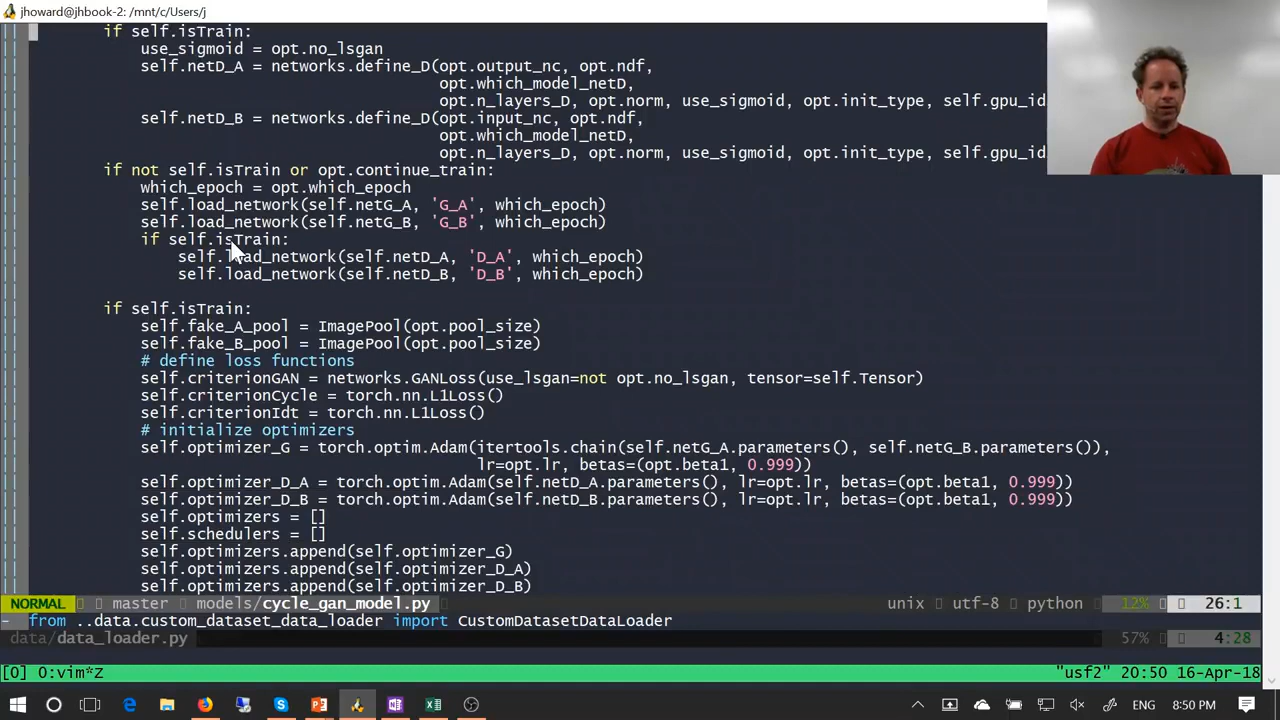 jhoward@jhbook-2: /mnt/c/Users/j
if self.isTrain:
use_sigmoid = opt.no_lsgan
self.netD_A = networks.define_D(opt.output_nc, opt.ndf,
opt.which_model_netD,
opt.n_layers_D, opt.norm, use_sigmoid, opt.init_type, self.gpu_id
self.netD_B = networks.define_D(opt.input_nc, opt.ndf,
opt.which_model_netD,
opt.n_layers_D, opt.norm, use_sigmoid, opt.init_type, self.gpu_id
if not self.isTrain or opt.continue_train:
which_epoch = opt.which_epoch
self.load_network(self.netG_A, 'G_A', which_epoch)
self.load_network(self.netG_B, 'G_B', which_epoch)
if self.isTrain:
self.load_network(self.netD_A, 'D_A', which_epoch)
self.load_network(self.netD_B, 'D_B', which_epoch)
if self.isTrain:
self.fake_A_pool = ImagePool(opt.pool_size)
self.fake_B_pool = ImagePool(opt.pool_size)
# define loss functions
self.criterionGAN = networks.GANLoss(use_lsgan=not opt.no_lsgan, tensor=self.Tensor)
self.criterionCycle = torch.nn.L1Loss()
self.criterionIdt = torch.nn.L1Loss()
# initialize optimizers
self.optimizer_G = torch.optim.Adam(itertools.chain(self.netG_A.parameters(), self.netG_B.parameters()),
lr=opt.lr, betas=(opt.beta1, 0.999))
self.optimizer_D_A = torch.optim.Adam(self.netD_A.parameters(), lr=opt.lr, betas=(opt.beta1, 0.999))
self.optimizer_D_B = torch.optim.Adam(self.netD_B.parameters(), lr=opt.lr, betas=(opt.beta1, 0.999))
self.optimizers = []
self.schedulers = []
self.optimizers.append(self.optimizer_G)
self.optimizers.append(self.optimizer_D_A)
self.optimizers.append(self.optimizer_D_B)
NORMAL master models/cycle_gan_model.py unix utf-8 python 12% 26:1
from ..data.custom_dataset_data_loader import CustomDatasetDataLoader
data/data_loader.py 57% 4:28
[0] 0:vim*Z "usf2" 20:50 16-Apr-18
ENG 8:50 PM